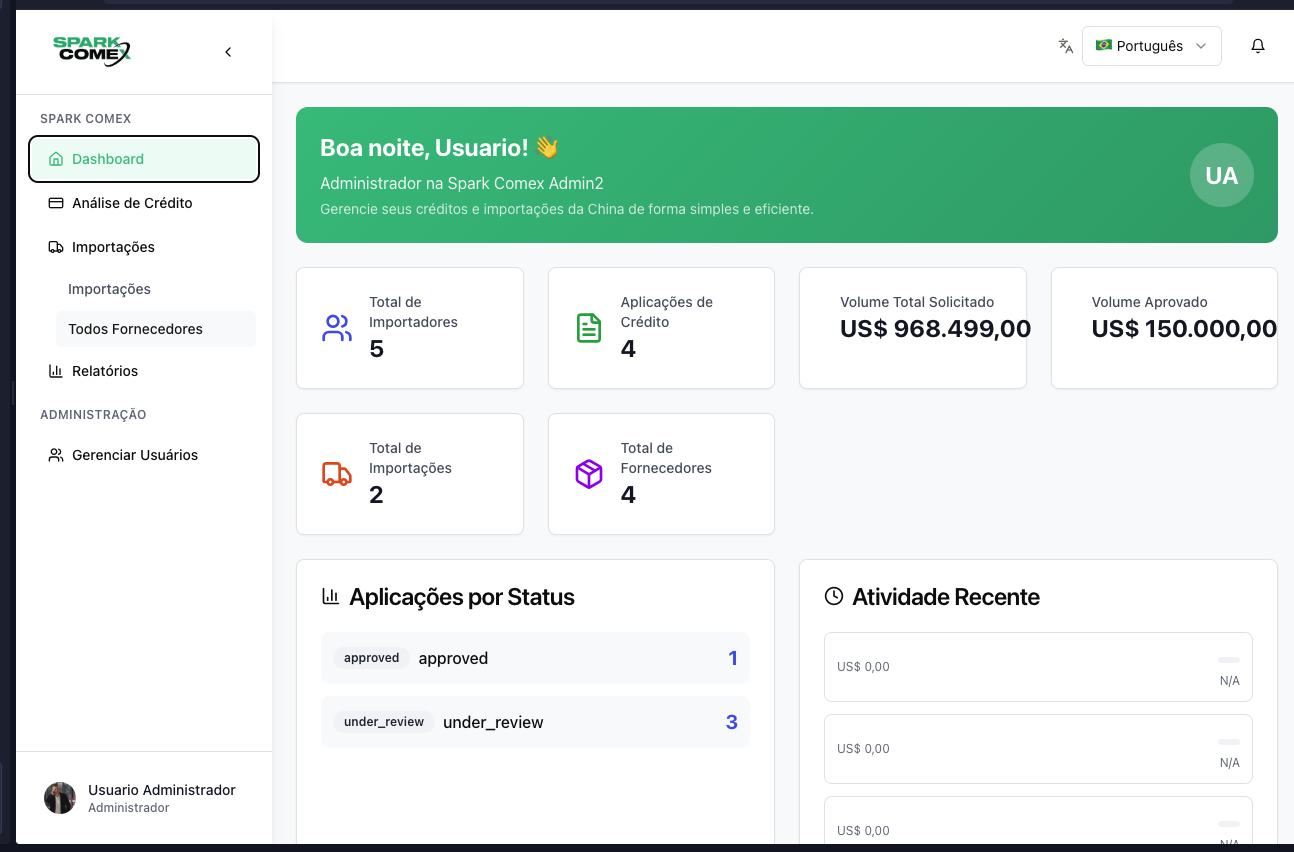 SPARK
COMEX
Português
SPARK COMEX
Dashboard
Análise de Crédito
Importações
Importações
Todos Fornecedores
Relatórios
ADMINISTRAÇÃO
Gerenciar Usuários
Usuario Administrador
Administrador
Boa noite, Usuario! 👋
Administrador na Spark Comex Admin2
Gerencie seus créditos e importações da China de forma simples e eficiente.
UA
Total de
Importadores
5
Aplicações de
Crédito
4
Volume Total Solicitado
US$ 968.499,00
Volume Aprovado
US$ 150.000,00
Total de
Importações
2
Total de
Fornecedores
4
Aplicações por Status
approved approved 1
under_review under_review 3
Atividade Recente
US$ 0,00
N/A
US$ 0,00
N/A
US$ 0,00
N/A